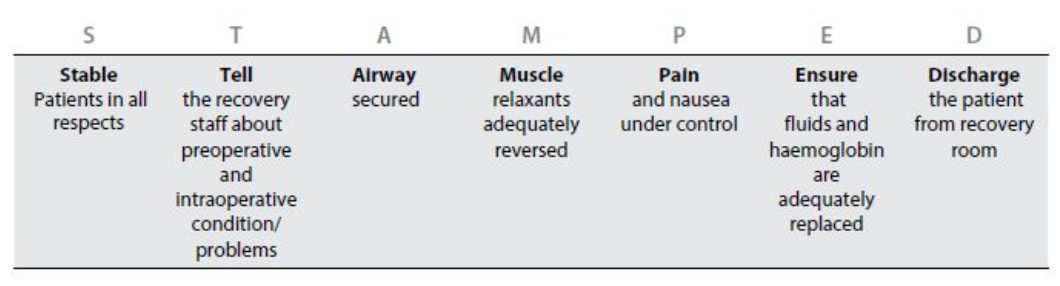 S T A M P E D
Stable
Patients in all
respects
Tell
the recovery
staff about
preoperative
and
intraoperative
condition/
problems
Airway
secured
Muscle
relaxants
adequately
reversed
Pain
and nausea
under control
Ensure
that
fluids and
haemoglobin
are
adequately
replaced
Discharge
the patient
from recovery
room